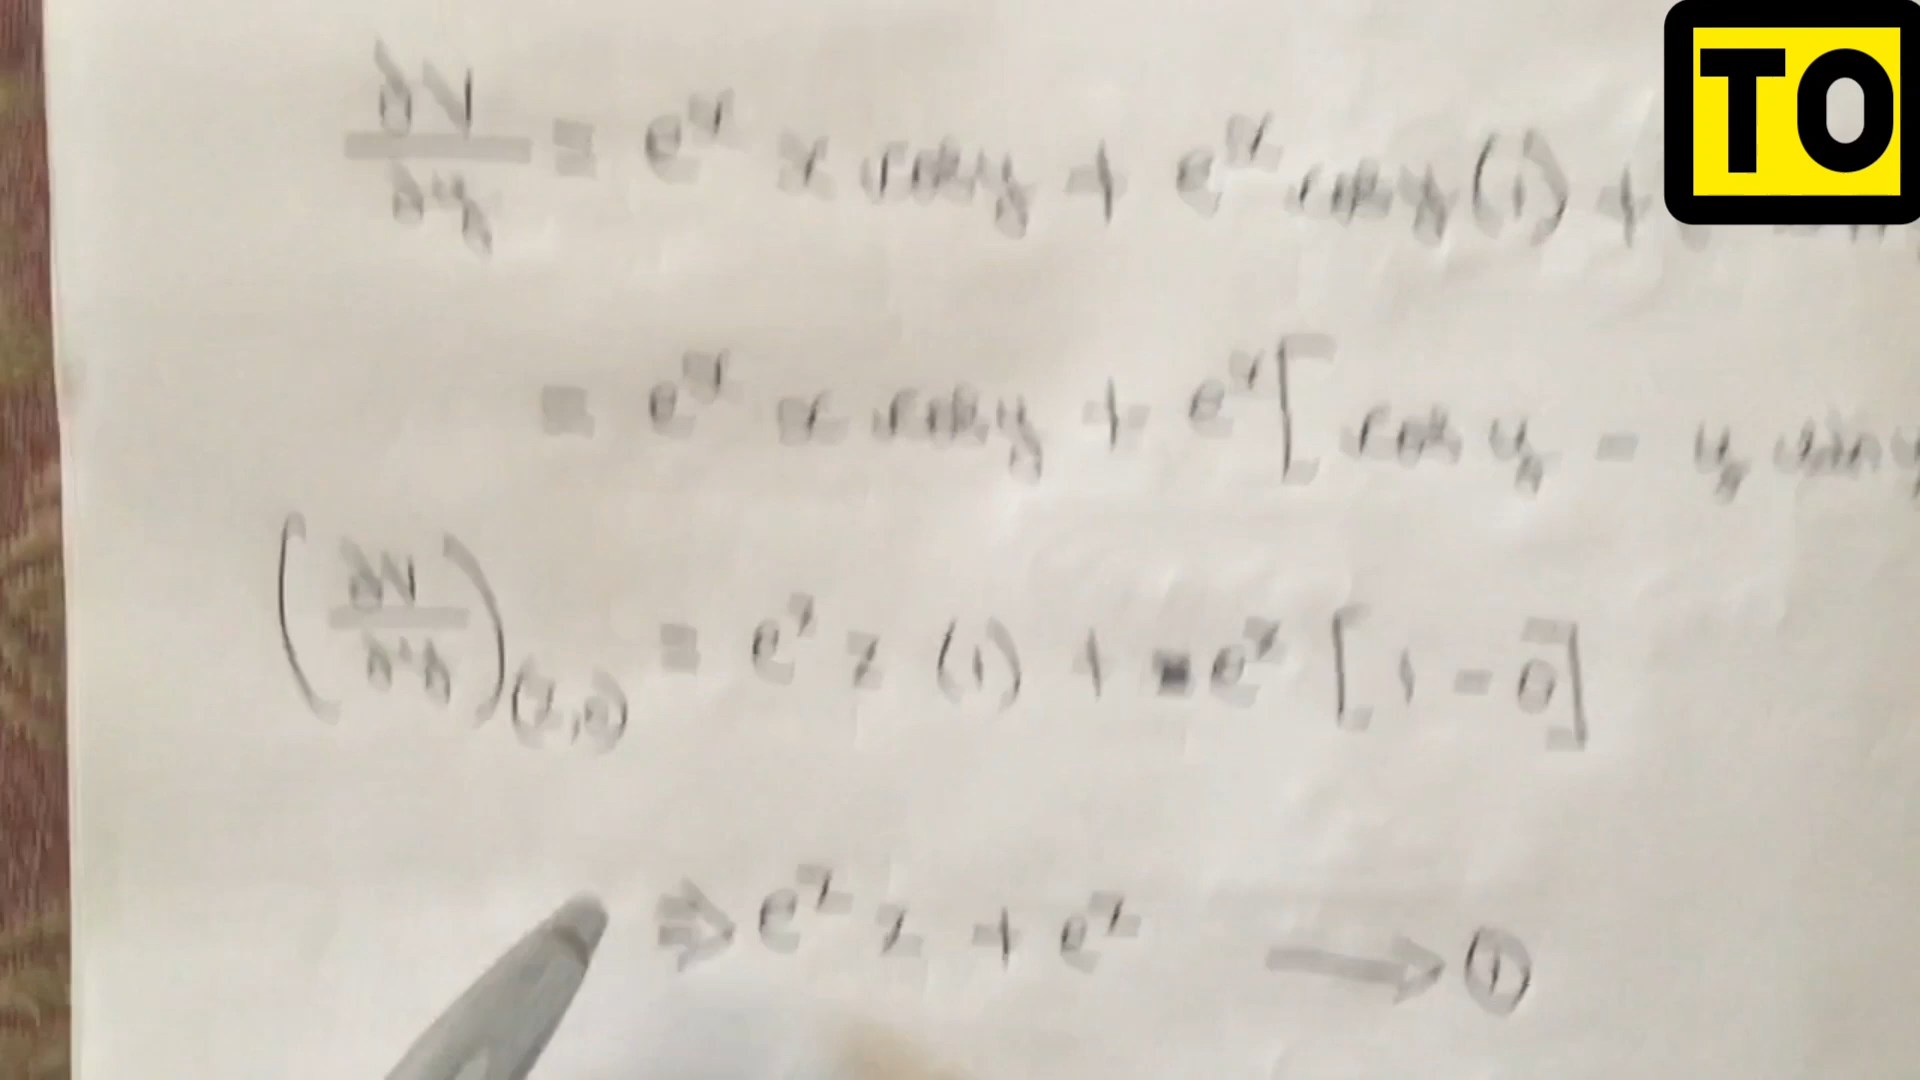 TO
∂V/∂y = e^x x cos y + e^x cos y (1) +
= e^x x cos y + e^x [ cos y - y sin y
(∂V/∂y)(z,0) = e^z z (1) + e^z [ 1 - 0 ]
⇒ e^z z + e^z → ①